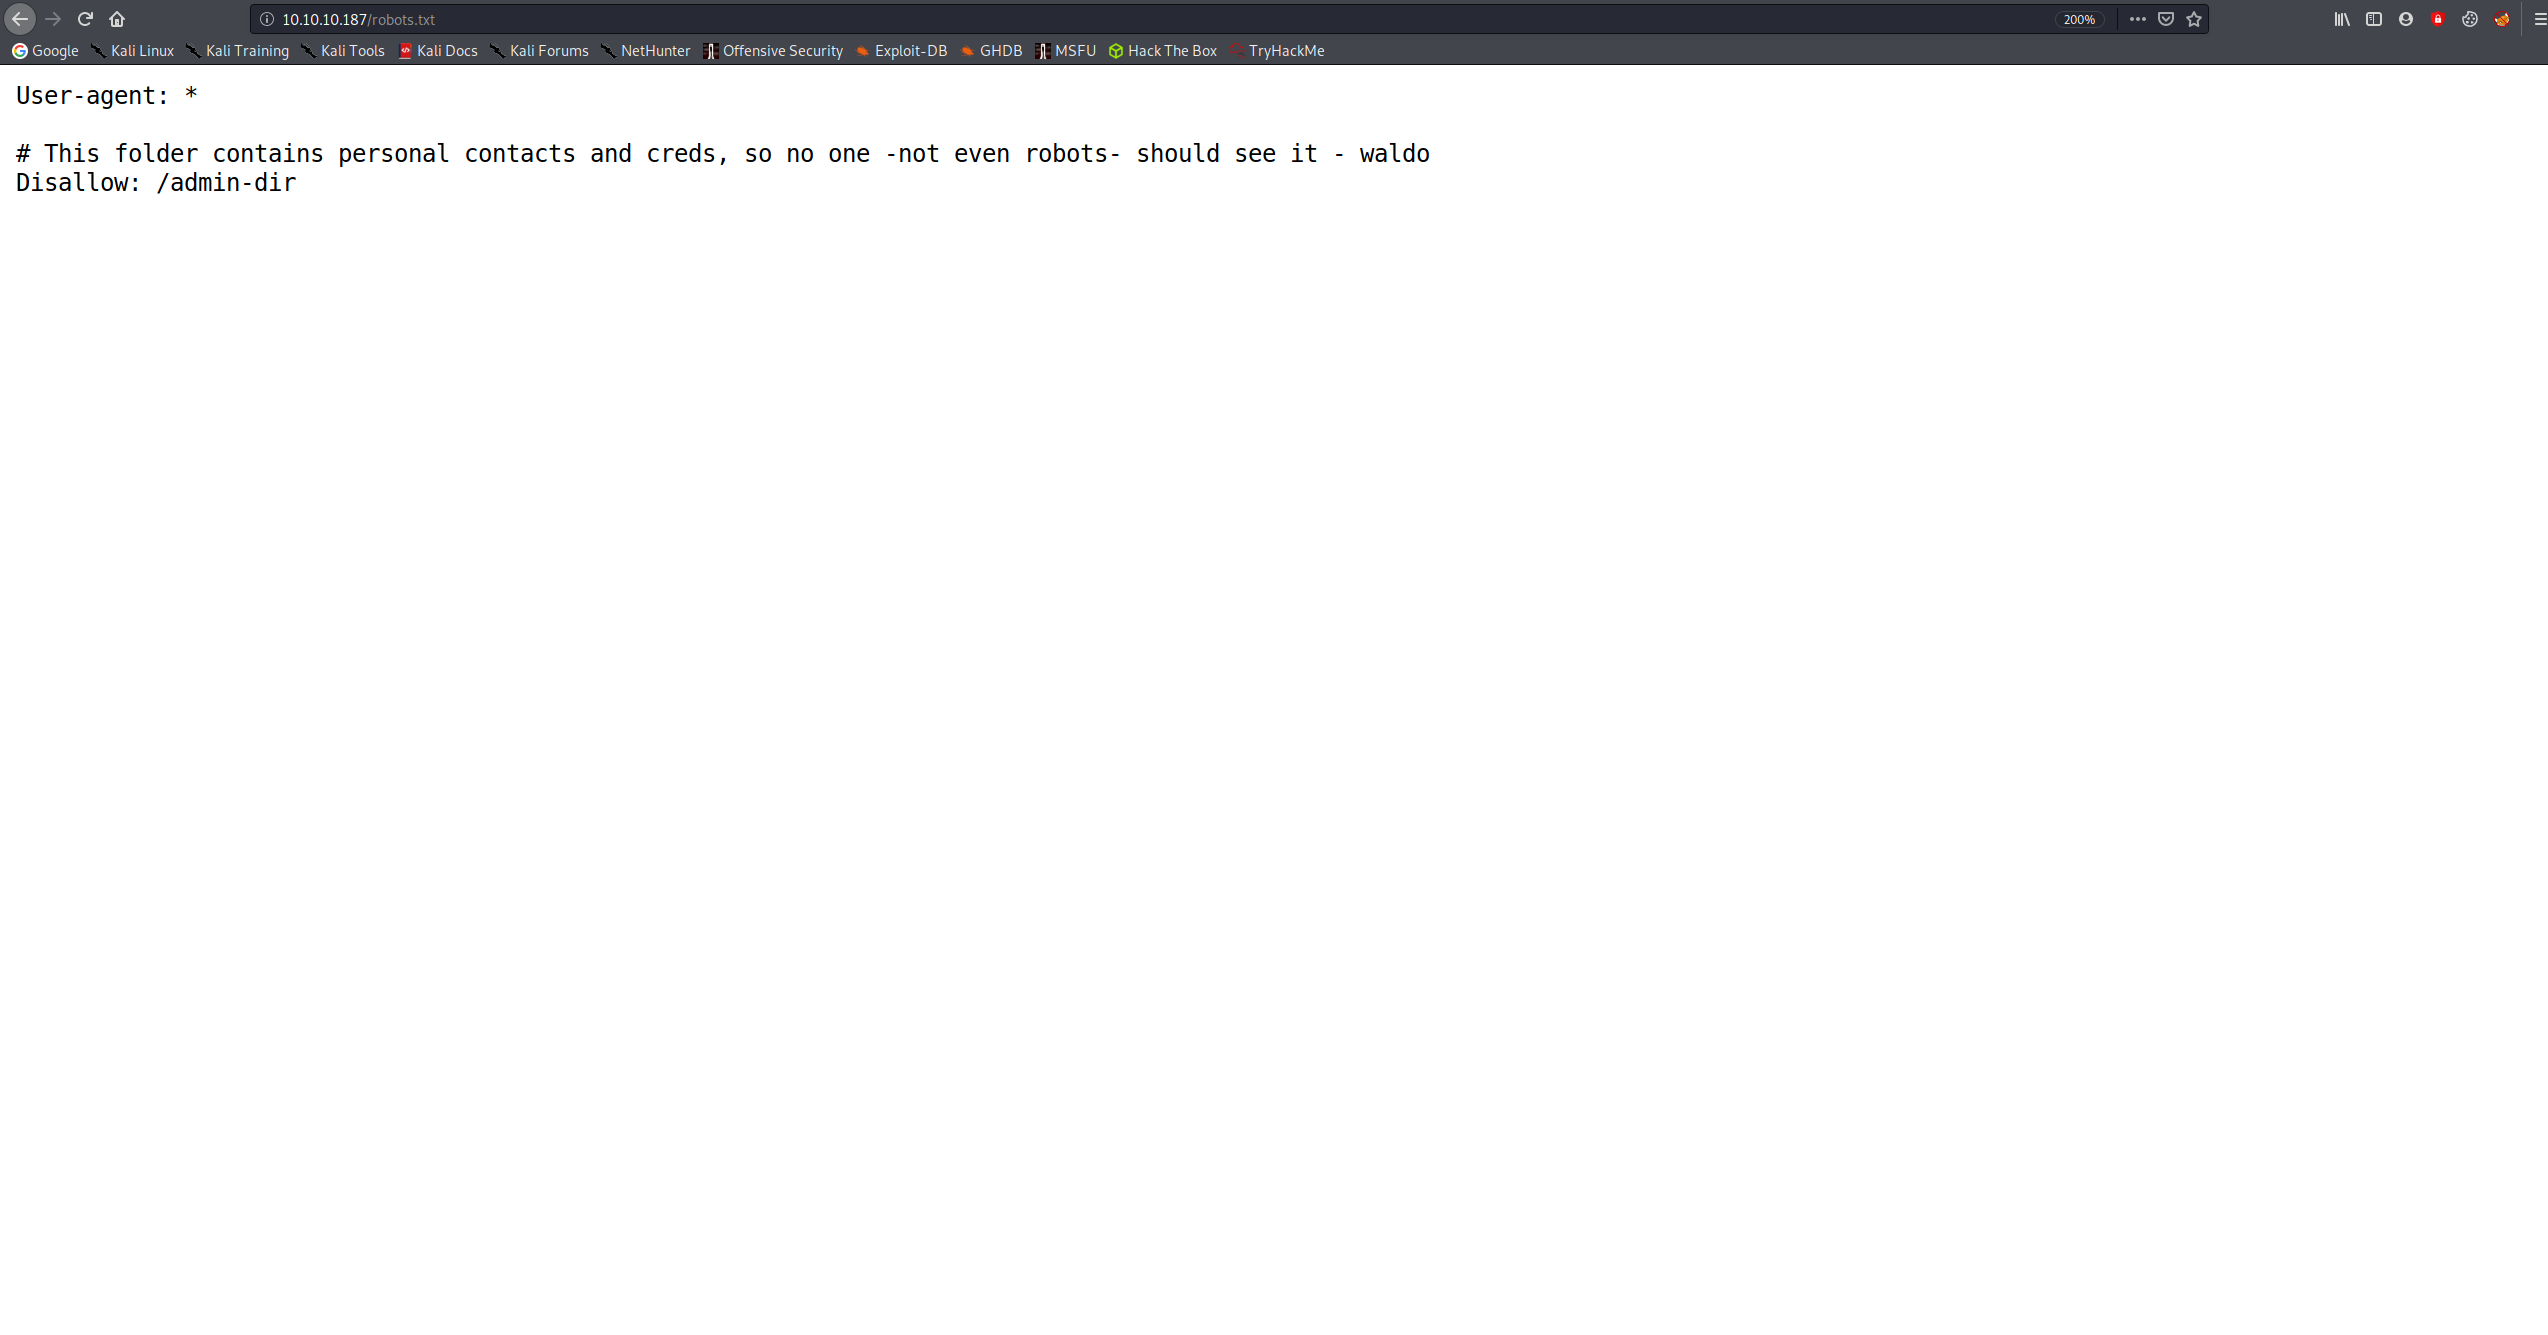 10.10.10.187/robots.txt
200%
Google Kali Linux Kali Training Kali Tools Kali Docs Kali Forums NetHunter Offensive Security Exploit-DB GHDB MSFU Hack The Box TryHackMe
User-agent: *
# This folder contains personal contacts and creds, so no one -not even robots- should see it - waldo
Disallow: /admin-dir